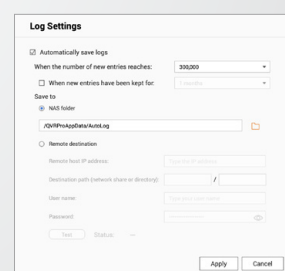 Log Settings
Automatically save logs
When the number of new entries reaches: 300,000
When new entries have been kept for:
Save to
NAS folder
/QVRProAppData/AutoLog
Remote destination
Remote host IP address:
Destination path (network share or directory): /
User name:
Password:
Test Status: --
Apply Cancel